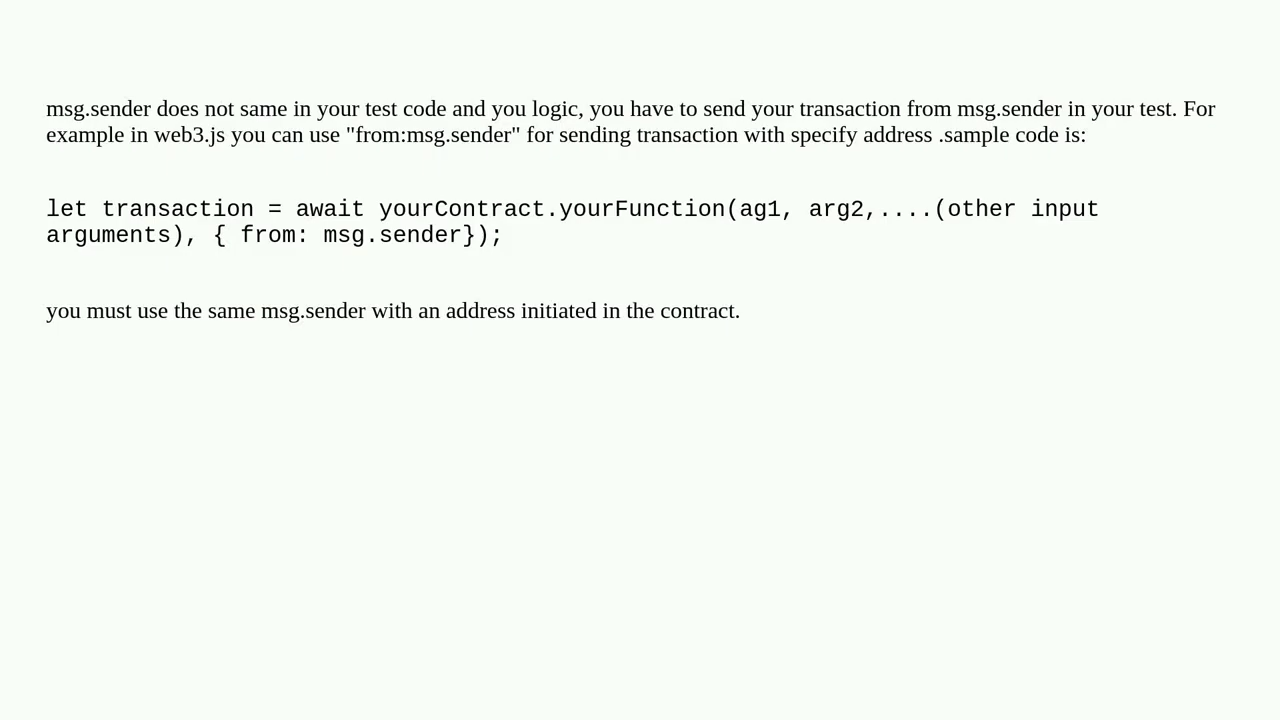 msg.sender does not same in your test code and you logic, you have to send your transaction from msg.sender in your test. For
example in web3.js you can use "from:msg.sender" for sending transaction with specify address .sample code is:
let transaction = await yourContract.yourFunction(ag1, arg2,....(other input
arguments), { from: msg.sender});
you must use the same msg.sender with an address initiated in the contract.